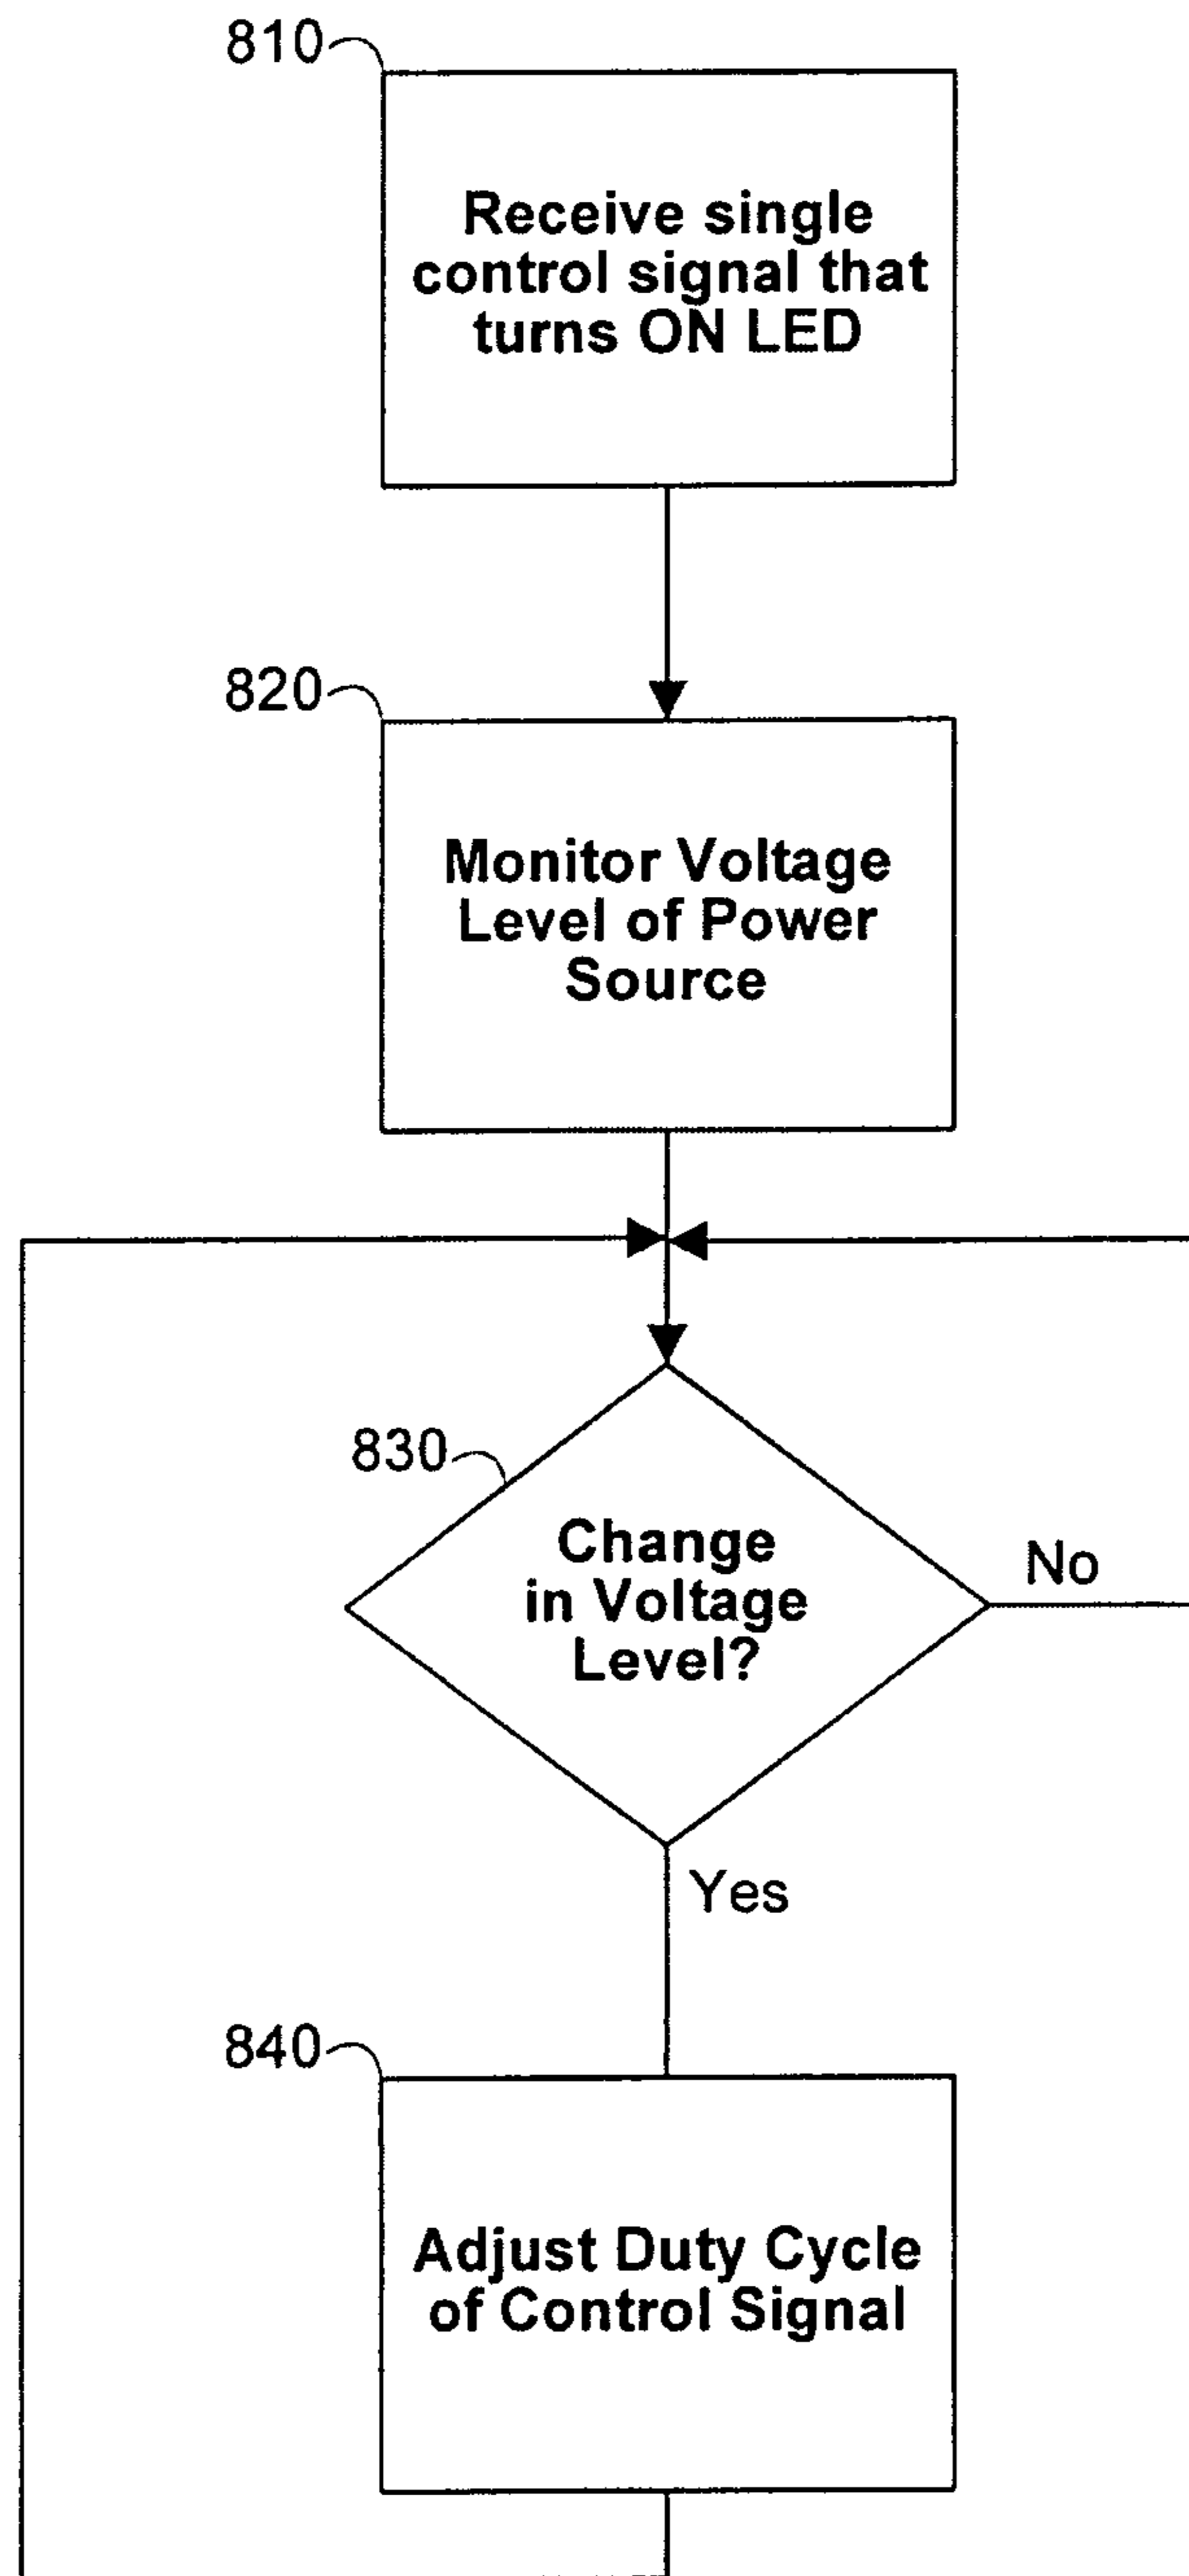 810
Receive single
control signal that
turns ON LED
820
Monitor Voltage
Level of Power
Source
830
Change
in Voltage
Level?
No
Yes
840
Adjust Duty Cycle
of Control Signal